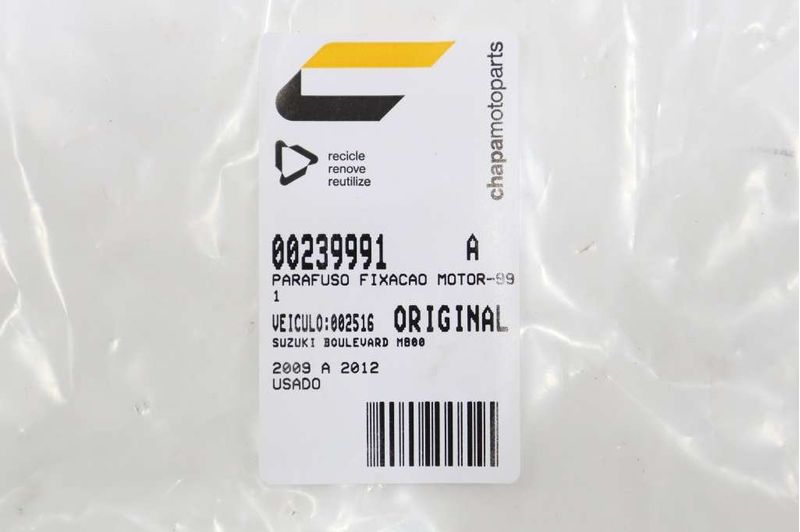 chapamotoparts
recicle
renove
reutilize
00239991 A
PARAFUSO FIXACAO MOTOR-99
1
VEICULO:002516 ORIGINAL
SUZUKI BOULEVARD M800
2009 A 2012
USADO